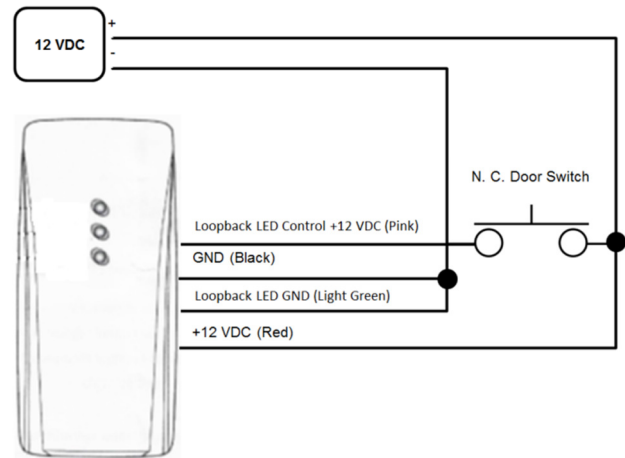 +
12 VDC
-
N. C. Door Switch
Loopback LED Control +12 VDC (Pink)
GND (Black)
Loopback LED GND (Light Green)
+12 VDC (Red)